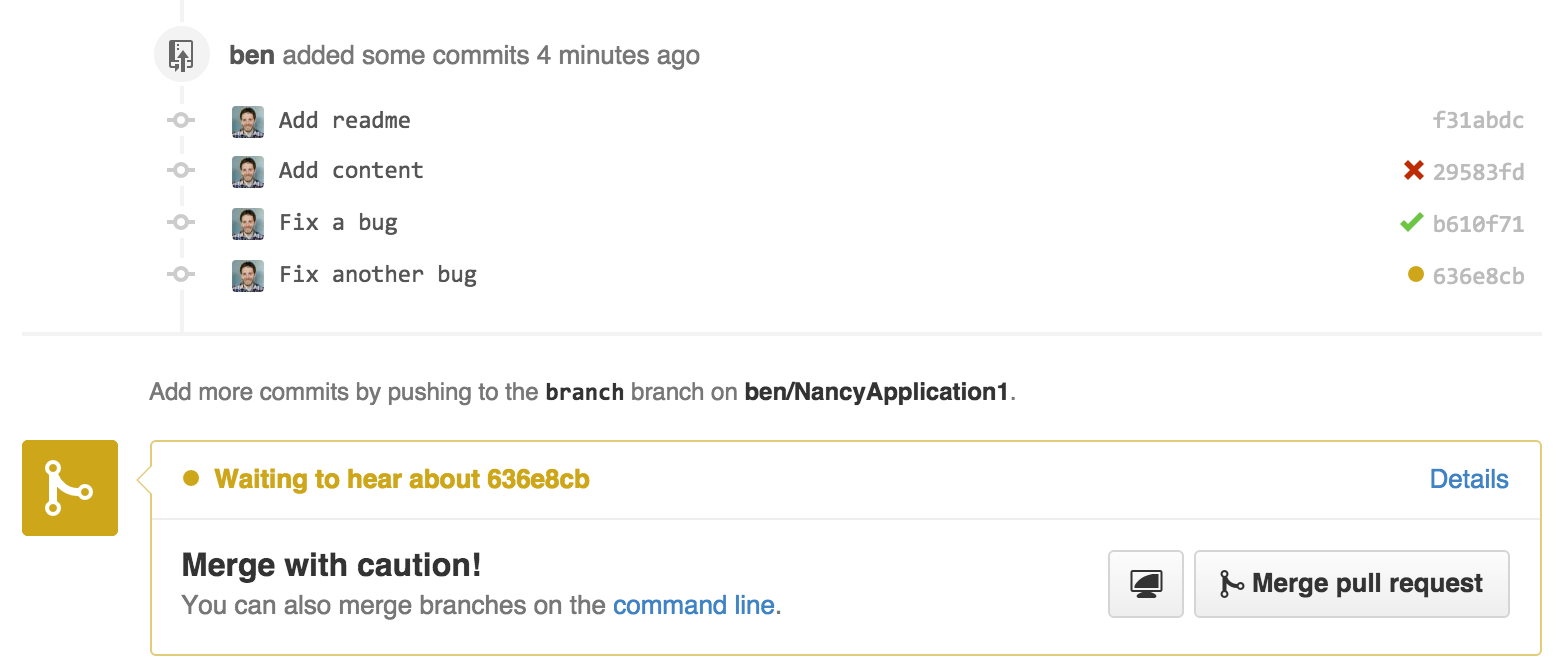 ben added some commits 4 minutes ago
Add readme f31abdc
Add content 29583fd
Fix a bug b610f71
Fix another bug 636e8cb
Add more commits by pushing to the branch branch on ben/NancyApplication1.
Waiting to hear about 636e8cb Details
Merge with caution!
You can also merge branches on the command line.
Merge pull request